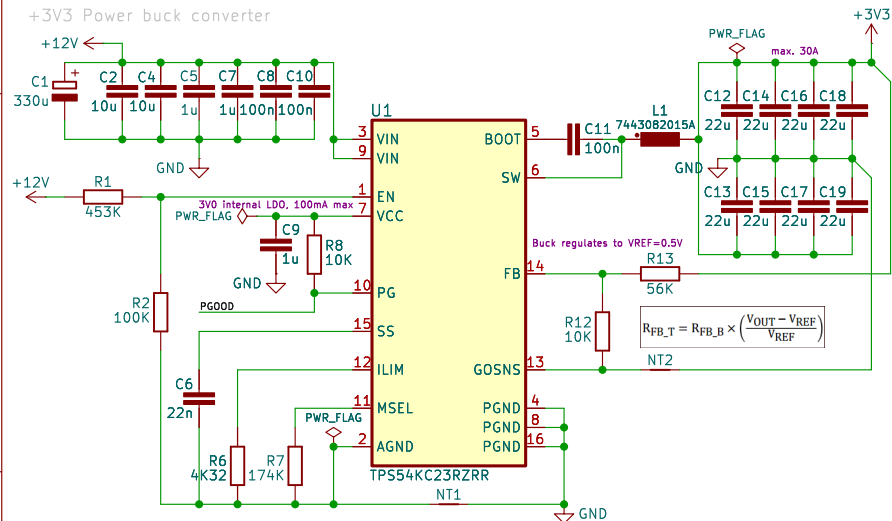 +3V3 Power buck converter
+12V
C1
330u
C2
10u
C4
10u
C5
1u
C7
1u
C8
100n
C10
100n
GND
U1
3
VIN
9
VIN
+12V
R1
453K
1
EN
3V0 internal LDO, 100mA max
PWR_FLAG
7
VCC
C9
1u
GND
R8
10K
10
PG
PGOOD
R2
100K
15
SS
C6
22n
12
ILIM
11
MSEL
PWR_FLAG
2
AGND
R6
4K32
R7
174K
TPS54KC23RZRR
NT1
GND
BOOT
5
C11
100n
SW
6
L1
7443082015A
PWR_FLAG
max. 30A
+3V3
C12
22u
C14
22u
C16
22u
C18
22u
GND
C13
22u
C15
22u
C17
22u
C19
22u
Buck regulates to VREF=0.5V
FB
14
R13
56K
R12
10K
R_FB_T = R_FB_B × (V_OUT − V_REF / V_REF)
GOSNS
13
NT2
PGND
4
PGND
8
PGND
16